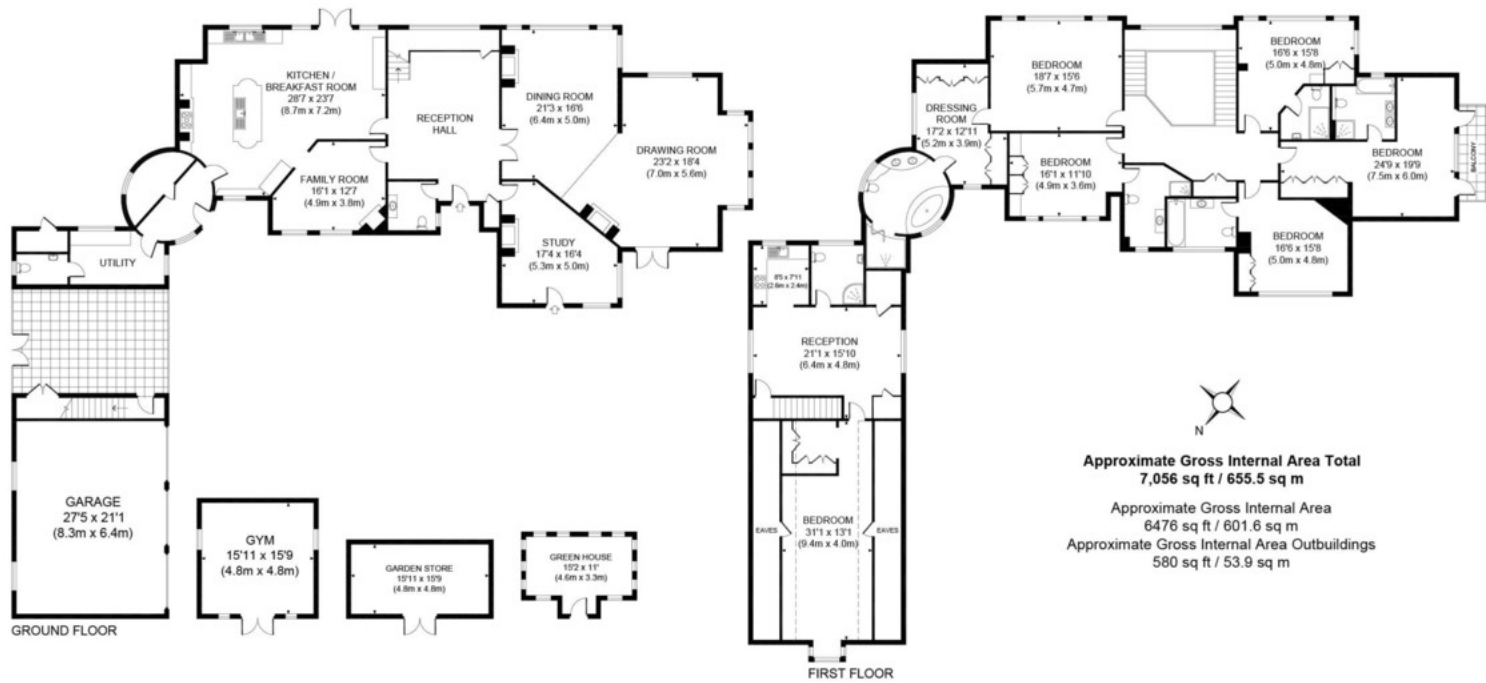 KITCHEN /
BREAKFAST ROOM
28'7 x 23'7
(8.7m x 7.2m)
RECEPTION
HALL
DINING ROOM
21'3 x 16'6
(6.4m x 5.0m)
DRAWING ROOM
23'2 x 18'4
(7.0m x 5.6m)
FAMILY ROOM
16'1 x 12'7
(4.9m x 3.8m)
STUDY
17'4 x 16'4
(5.3m x 5.0m)
UTILITY
GARAGE
27'5 x 21'1
(8.3m x 6.4m)
GYM
15'11 x 15'9
(4.8m x 4.8m)
GARDEN STORE
15'11 x 15'9
(4.8m x 4.8m)
GREEN HOUSE
15'2 x 11'
(4.6m x 3.3m)
GROUND FLOOR
BEDROOM
18'7 x 15'6
(5.7m x 4.7m)
BEDROOM
16'6 x 15'8
(5.0m x 4.8m)
DRESSING
ROOM
17'2 x 12'11
(5.2m x 3.9m)
BEDROOM
16'1 x 11'10
(4.9m x 3.6m)
BEDROOM
24'9 x 19'9
(7.5m x 6.0m)
BALCONY
BEDROOM
16'6 x 15'8
(5.0m x 4.8m)
8'5 x 7'11
(2.6m x 2.4m)
RECEPTION
21'1 x 15'10
(6.4m x 4.8m)
EAVES
BEDROOM
31'1 x 13'1
(9.4m x 4.0m)
EAVES
FIRST FLOOR
N
Approximate Gross Internal Area Total
7,056 sq ft / 655.5 sq m
Approximate Gross Internal Area
6476 sq ft / 601.6 sq m
Approximate Gross Internal Area Outbuildings
580 sq ft / 53.9 sq m